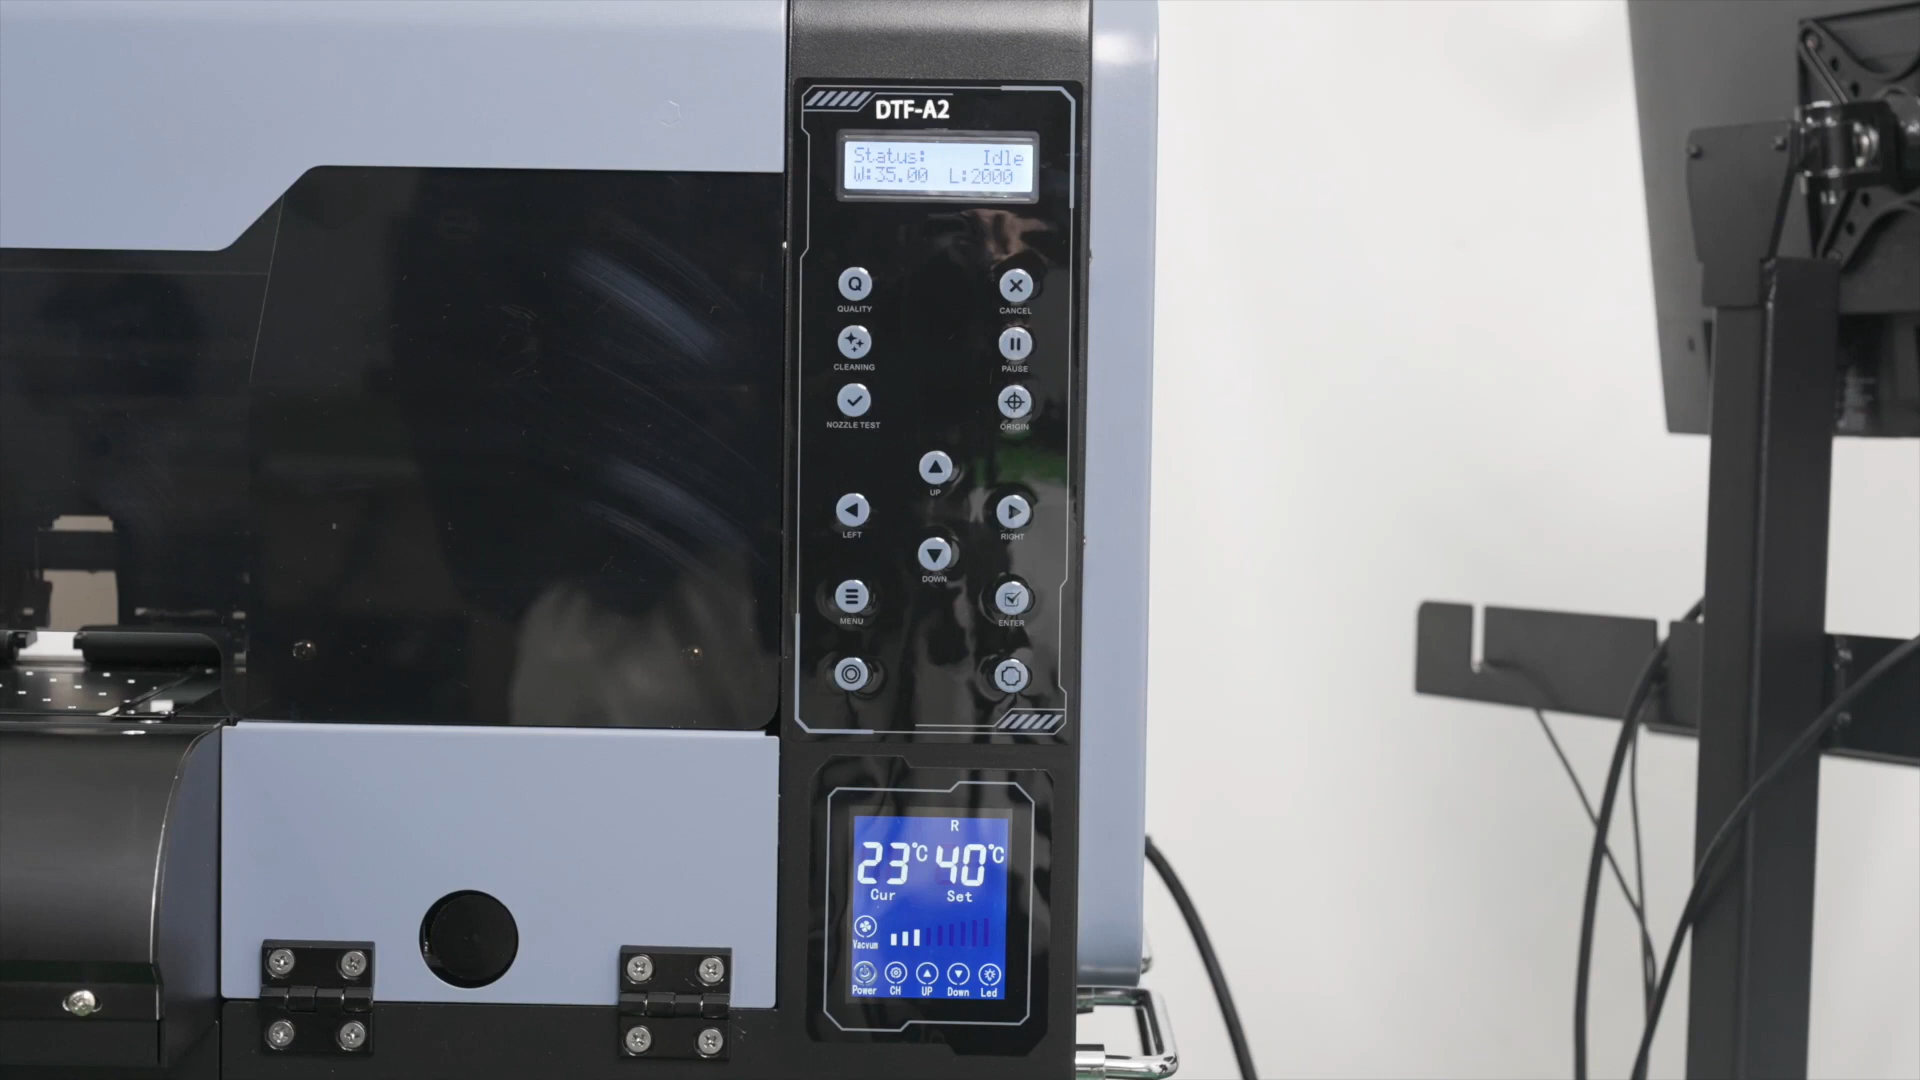 DTF-A2
Status: Idle
W:35.00 L:2000
Q
QUALITY
CANCEL
CLEANING
PAUSE
NOZZLE TEST
ORIGIN
UP
LEFT
RIGHT
DOWN
MENU
ENTER
R
23°C 40°C
Cur Set
Vacvum
Power CH UP Down Led